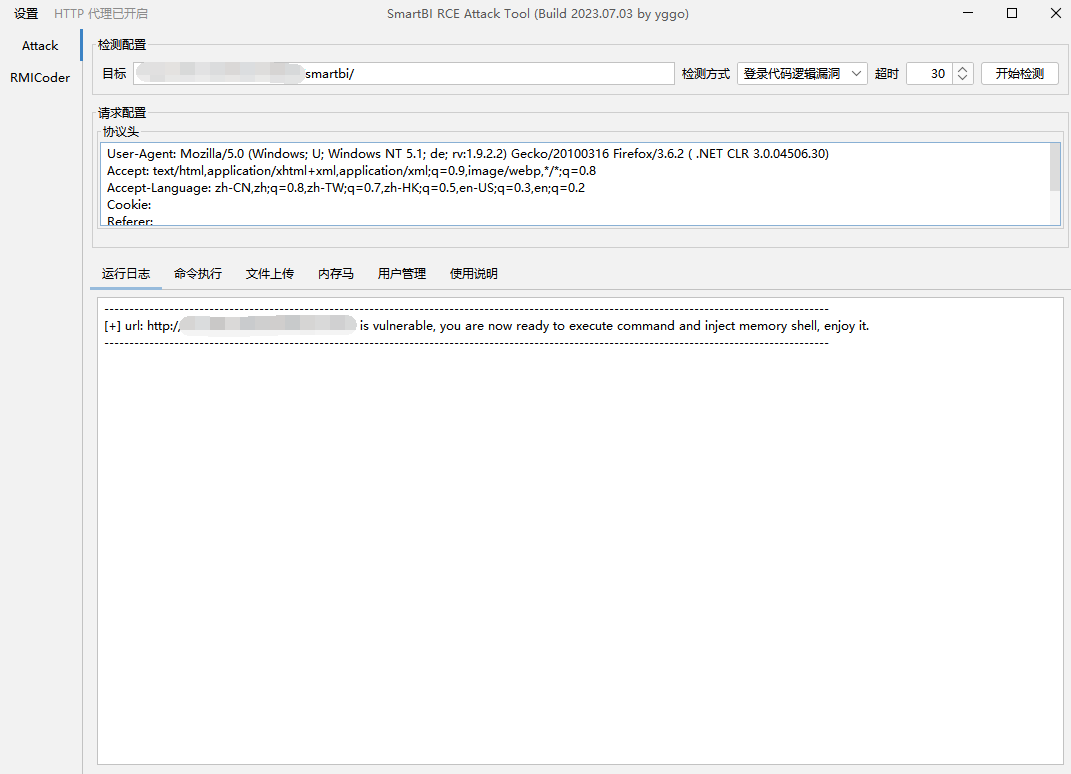 设置 HTTP 代理已开启 SmartBI RCE Attack Tool (Build 2023.07.03 by yggo)
Attack
RMICoder
检测配置
目标 smartbi/ 检测方式 登录代码逻辑漏洞 超时 30 开始检测
请求配置
协议头
User-Agent: Mozilla/5.0 (Windows; U; Windows NT 5.1; de; rv:1.9.2.2) Gecko/20100316 Firefox/3.6.2 ( .NET CLR 3.0.04506.30)
Accept: text/html,application/xhtml+xml,application/xml;q=0.9,image/webp,*/*;q=0.8
Accept-Language: zh-CN,zh;q=0.8,zh-TW;q=0.7,zh-HK;q=0.5,en-US;q=0.3,en;q=0.2
Cookie:
Referer:
运行日志 命令执行 文件上传 内存马 用户管理 使用说明
[+] url: http:/ is vulnerable, you are now ready to execute command and inject memory shell, enjoy it.